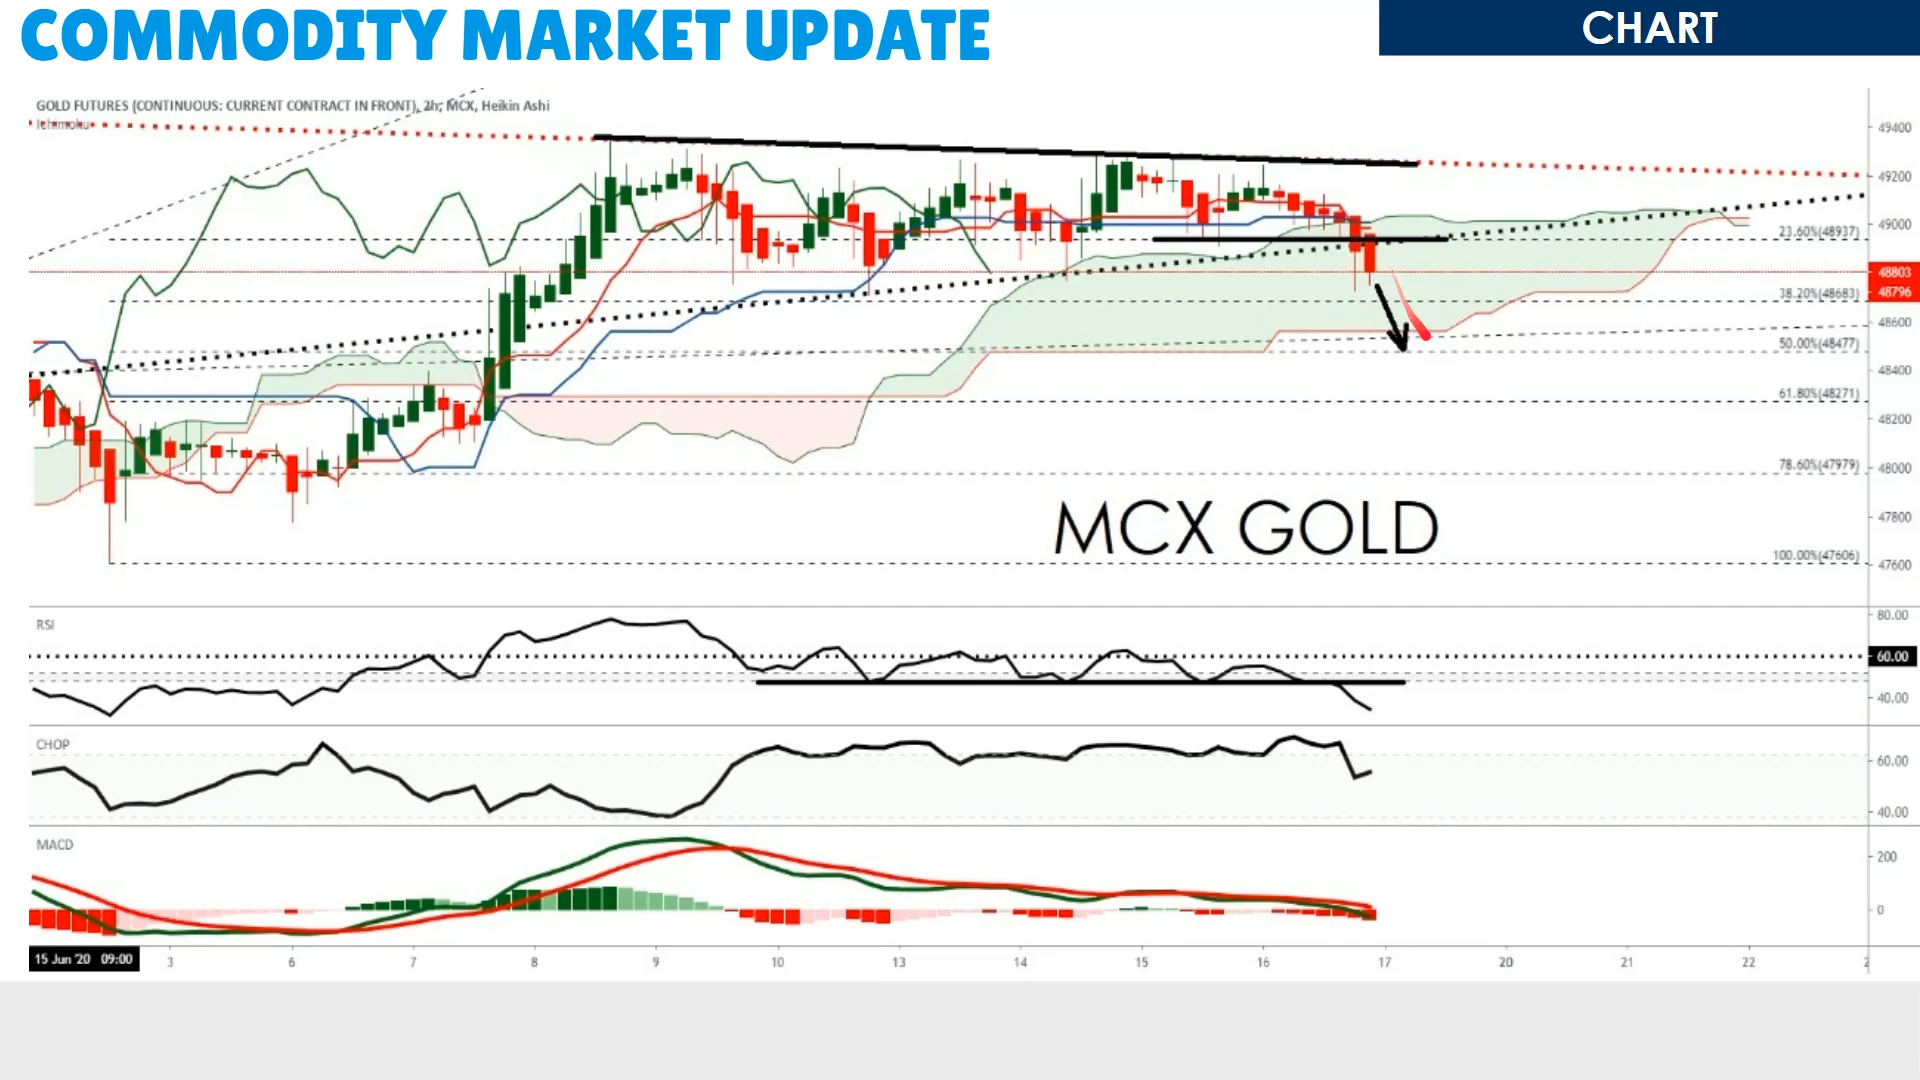 COMMODITY MARKET UPDATE
CHART
GOLD FUTURES (CONTINUOUS: CURRENT CONTRACT IN FRONT), 2h, MCX, Heikin Ashi
Ichimoku
49400
49200
49000
23.60%(48937)
48803
48796
38.20%(48683)
48600
50.00%(48477)
48400
61.80%(48271)
48200
78.60%(47979)
48000
MCX GOLD
47800
100.00%(47606)
47600
RSI
80.00
60.00
40.00
CHOP
60.00
40.00
MACD
200
0
15 Jun '20 09:00 3 6 7 8 9 10 13 14 15 16 17 20 21 22